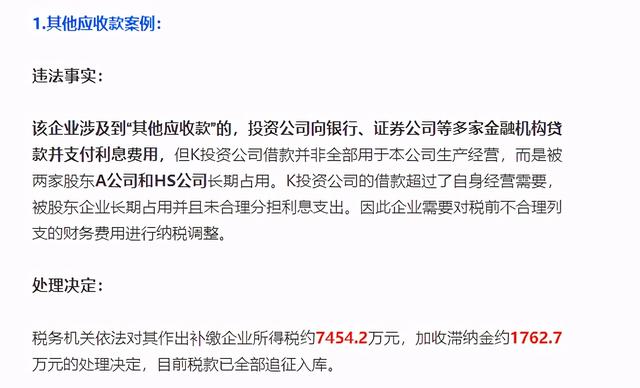 1.其他应收款案例：
违法事实：
该企业涉及到“其他应收款”的，投资公司向银行、证券公司等多家金融机构贷
款并支付利息费用，但K投资公司借款并非全部用于本公司生产经营，而是被
两家股东A公司和HS公司长期占用。K投资公司的借款超过了自身经营需要，
被股东企业长期占用并且未合理分担利息支出。因此企业需要对税前不合理列
支的财务费用进行纳税调整。
处理决定：
税务机关依法对其作出补缴企业所得税约7454.2万元，加收滞纳金约1762.7
万元的处理决定，目前税款已全部追征入库。